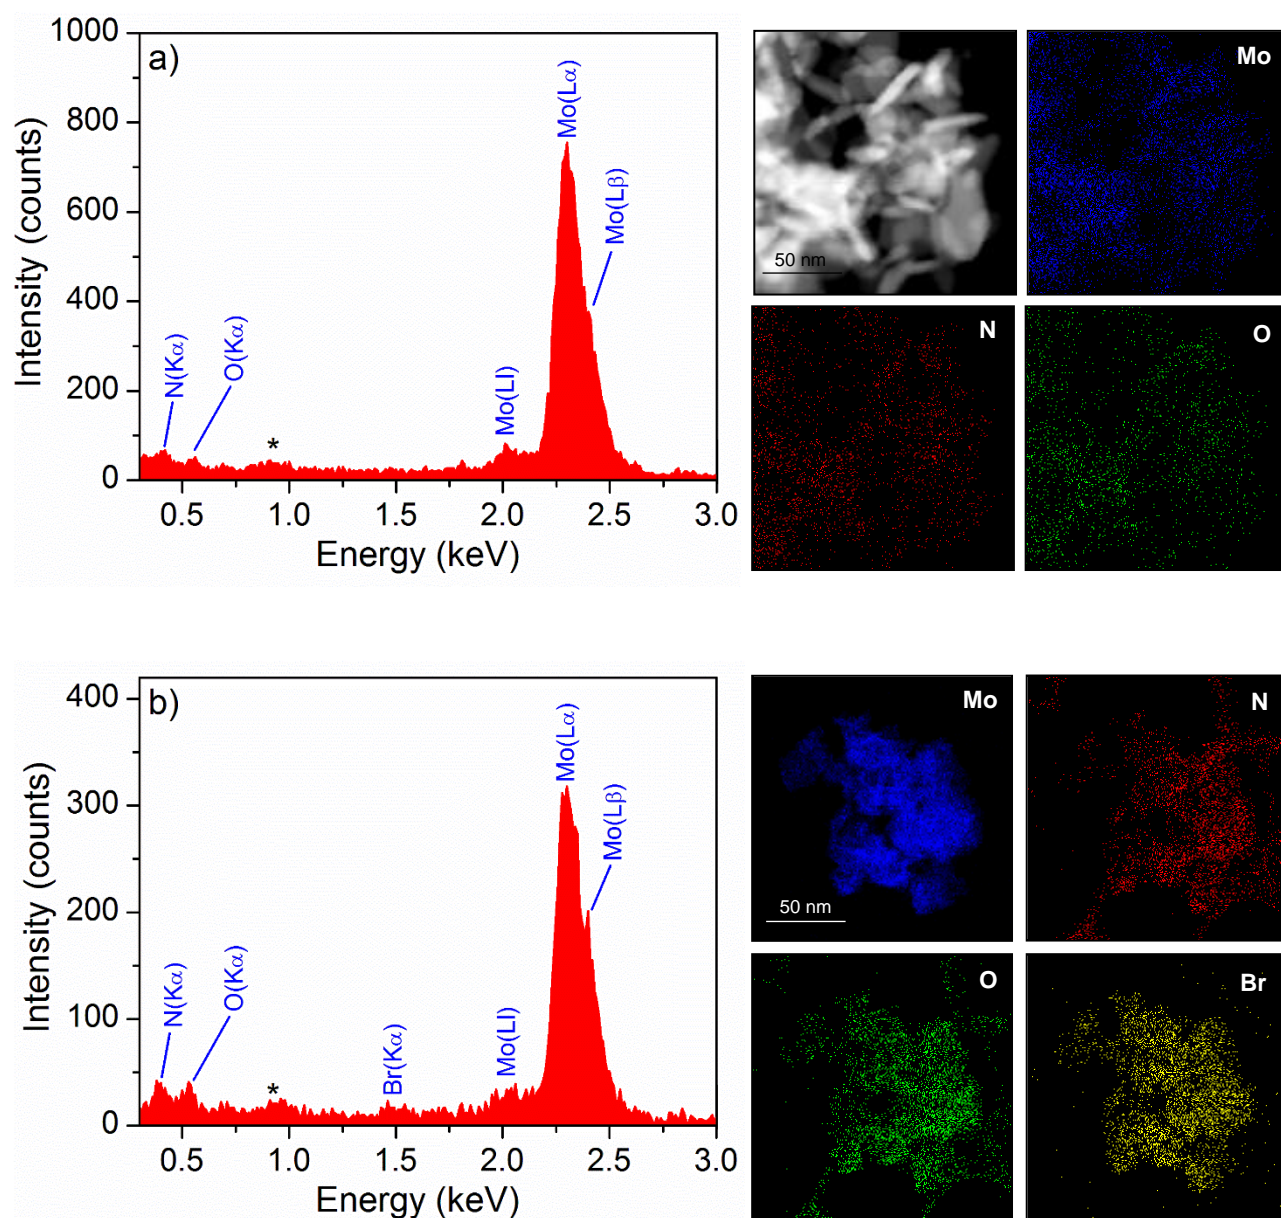 a)
Intensity (counts)
1000
800
600
400
200
0
N(Kα)
O(Kα)
*
Mo(Ll)
Mo(Lα)
Mo(Lβ)
0.5 1.0 1.5 2.0 2.5 3.0
Energy (keV)
50 nm
Mo
N
O
b)
Intensity (counts)
400
300
200
100
0
N(Kα)
O(Kα)
*
Br(Kα)
Mo(Ll)
Mo(Lα)
Mo(Lβ)
0.5 1.0 1.5 2.0 2.5 3.0
Energy (keV)
Mo
50 nm
N
O
Br